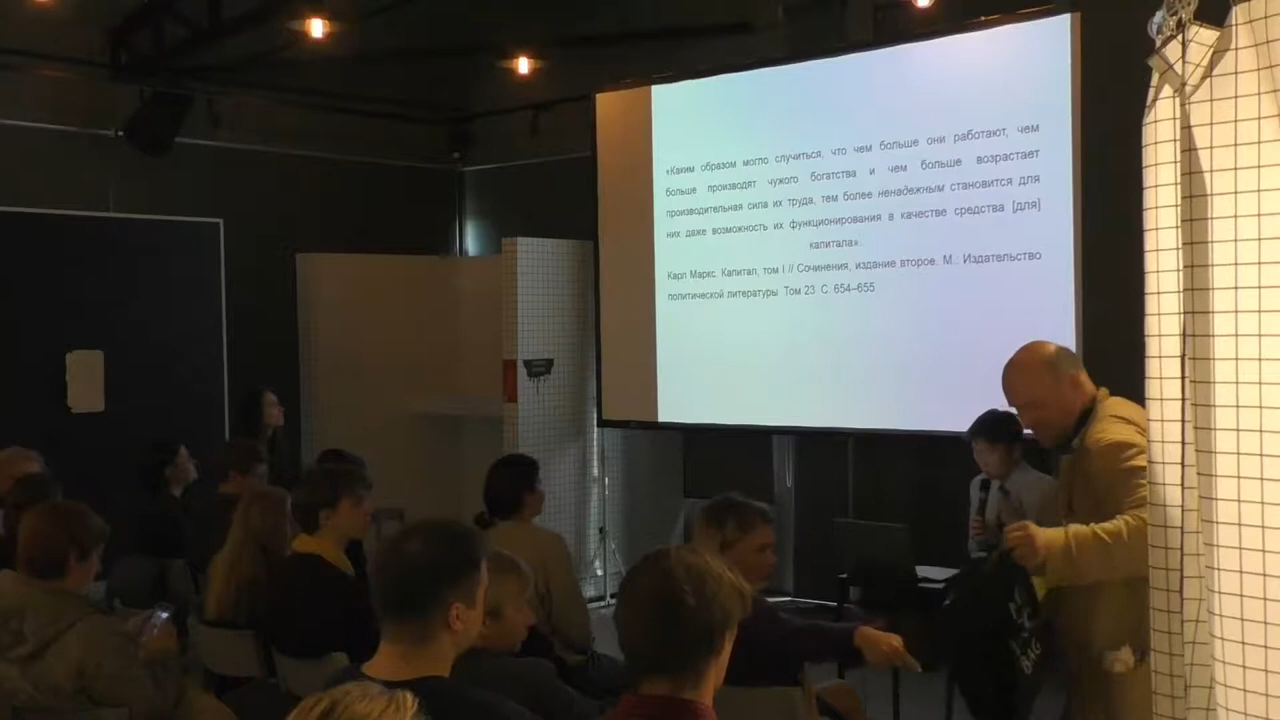 «Каким образом могло случиться, что чем больше они работают, чем
больше производят чужого богатства и чем больше возрастает
производительная сила их труда, тем более ненадежным становится для
них даже возможность их функционирования в качестве средства [для]
капитала».
Карл Маркс. Капитал, том I // Сочинения, издание второе. М.: Издательство
политической литературы Том 23 С. 654–655
BAG